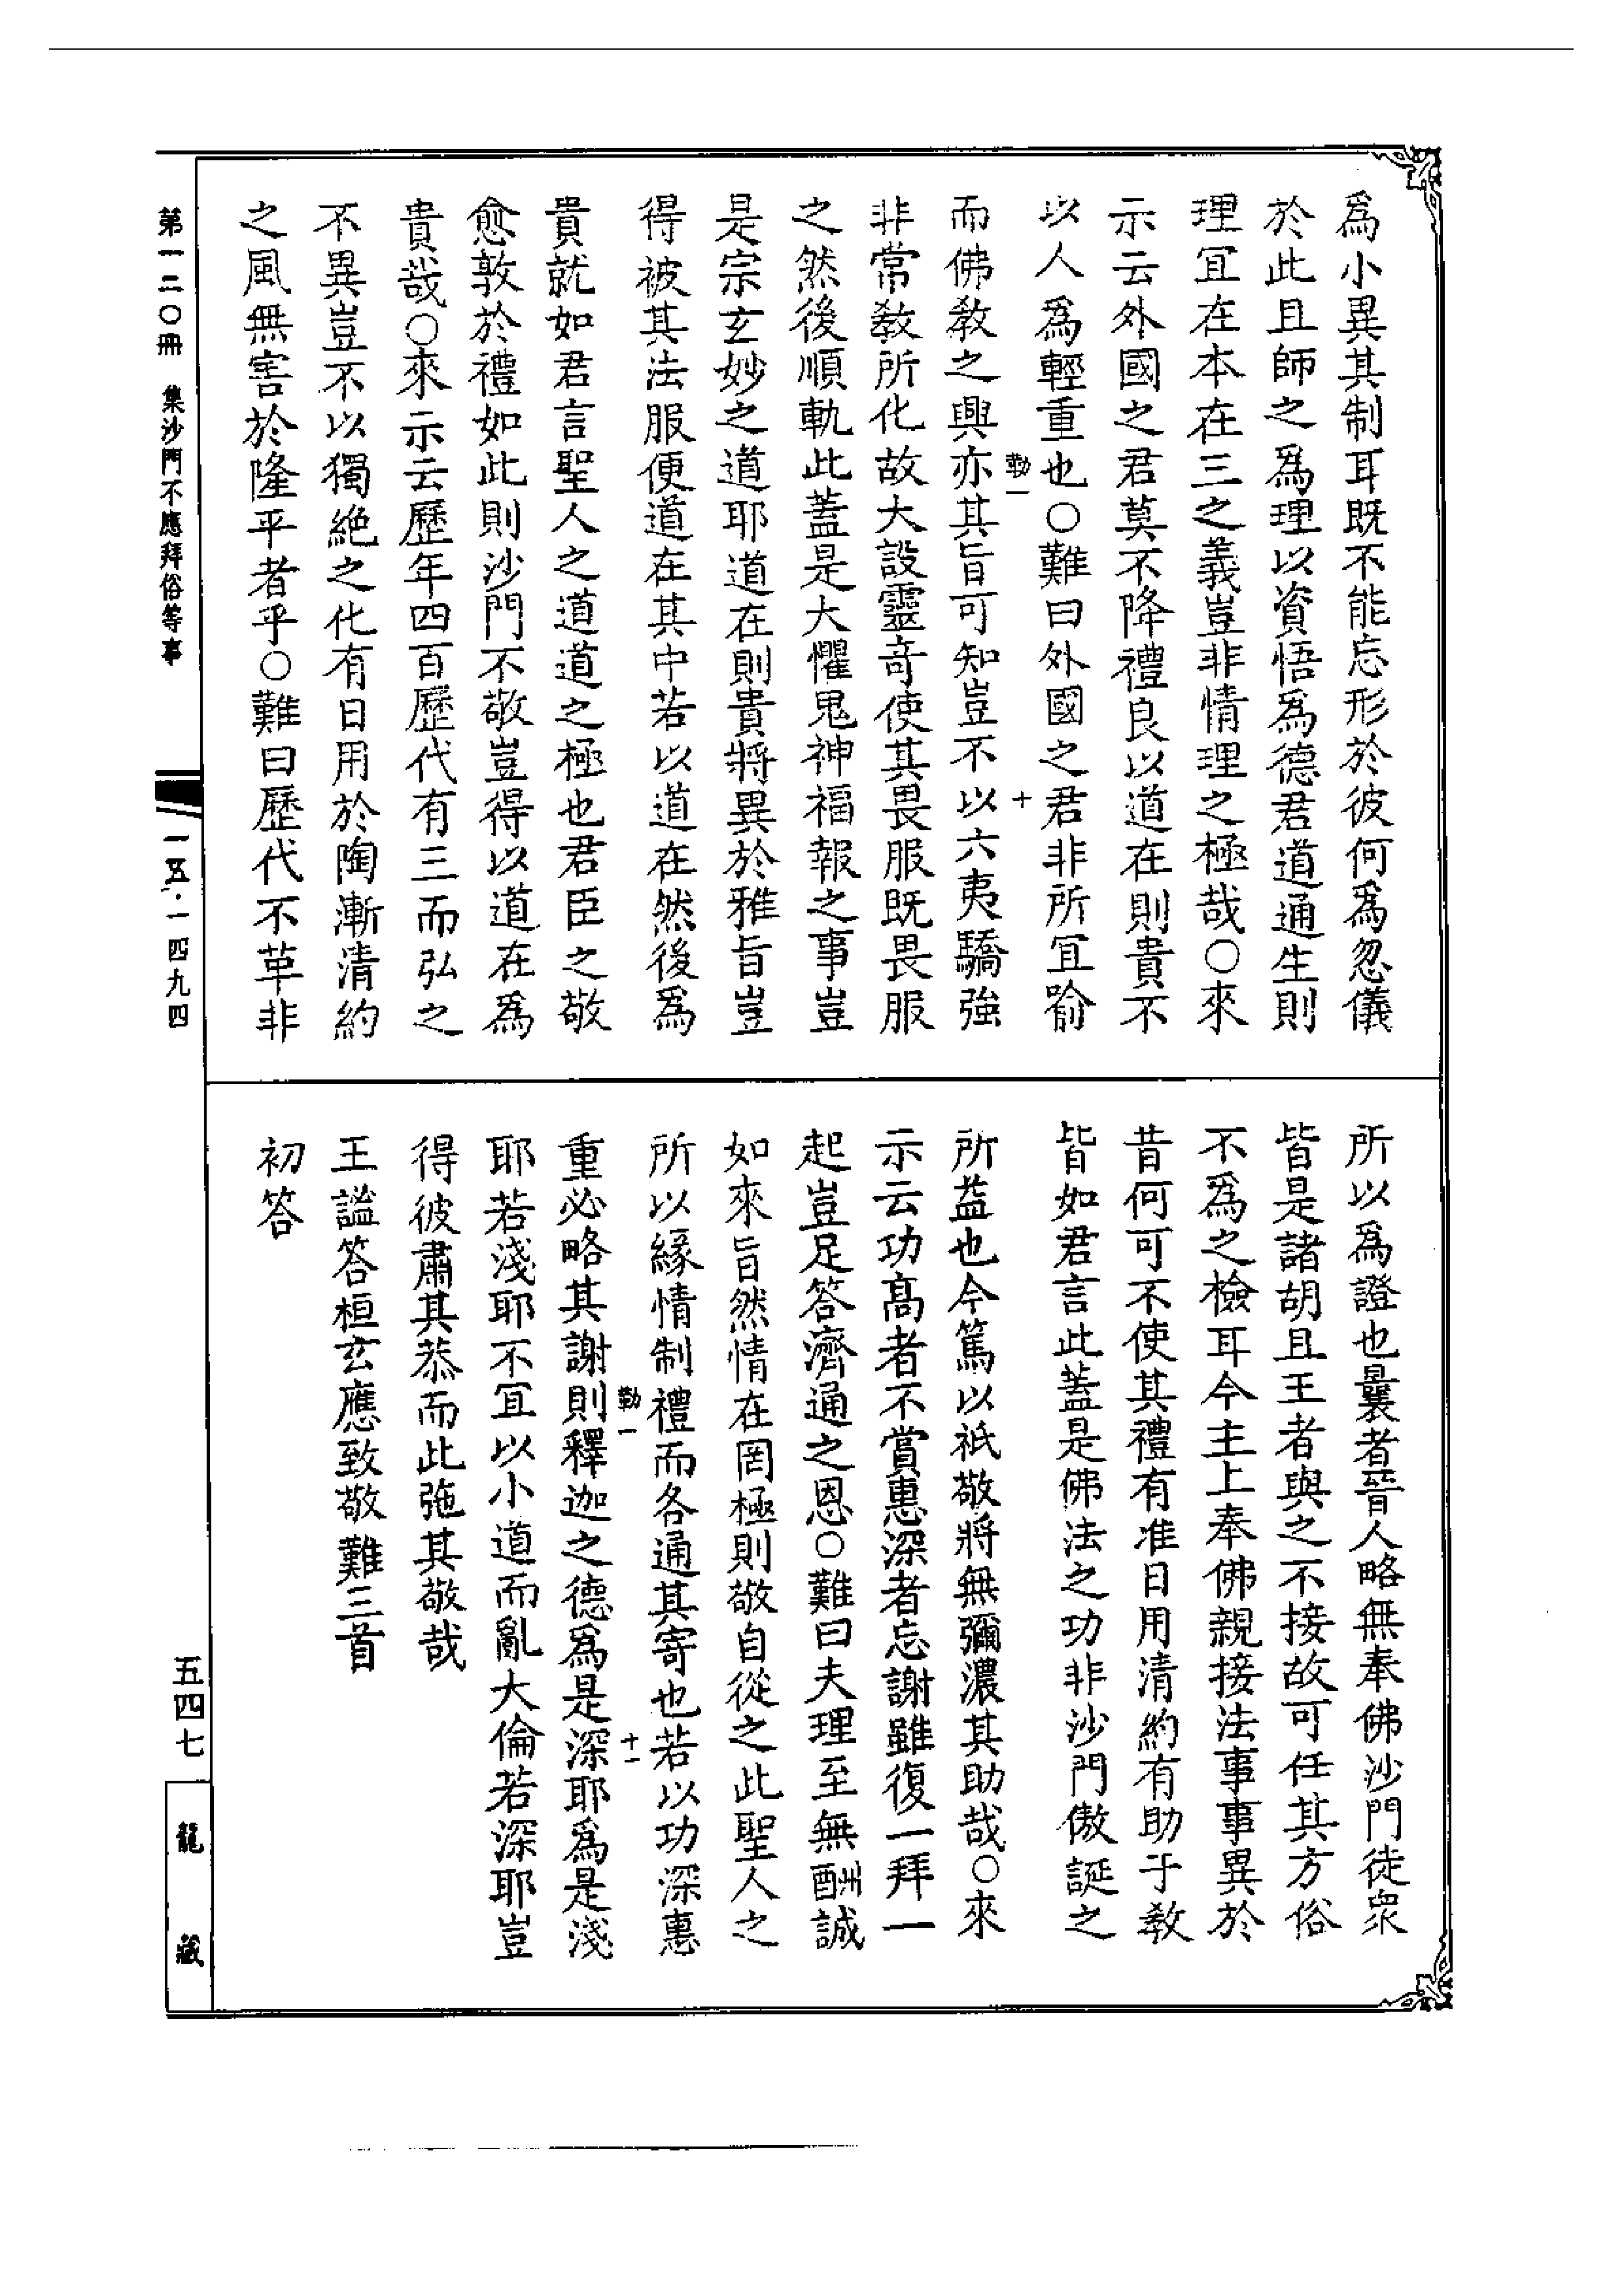 爲小異其制耳既不能忘形於彼何爲忽儀
於此且師之爲理以資悟爲德君道通生則
理宜在本在三之義豈非情理之極哉○來
示云外國之君莫不降禮良以道在則貴不
以人爲輕重也○難曰外國之君非所宜喻
勤一
十
而佛教之興亦其旨可知豈不以六夷驕強
非常教所化故大設靈奇使其畏服既畏服
之然後順軌此蓋是大懼鬼神福報之事豈
是宗玄妙之道耶道在則貴將異於雅旨豈
得被其法服便道在其中若以道在然後爲
貴就如君言聖人之道道之極也君臣之敬
愈敦於禮如此則沙門不敬豈得以道在爲
貴哉○來示云歷年四百歷代有三而弘之
不異豈不以獨絶之化有日用於陶漸清約
之風無害於隆平者乎○難曰歷代不革非
所以爲證也曩者晉人略無奉佛沙門徒衆
皆是諸胡且王者與之不接故可任其方俗
不爲之檢耳今主上奉佛親接法事事異於
昔何可不使其禮有准日用清約有助于教
皆如君言此蓋是佛法之功非沙門傲誕之
所益也今篤以祇敬將無彌濃其助哉○來
示云功高者不賞惠深者忘謝雖復一拜一
起豈足答濟通之恩○難曰夫理至無酬誠
如來旨然情在罔極則敬自從之此聖人之
所以緣情制禮而各通其寄也若以功深惠
勤一
十一
重必略其謝則釋迦之德爲是深耶爲是淺
耶若淺耶不宜以小道而亂大倫若深耶豈
得彼肅其恭而此弛其敬哉
王謐答桓玄應致敬難三首
初答
第一二〇冊 集沙門不應拜俗等事
一五·一四九四
五四七
龍藏